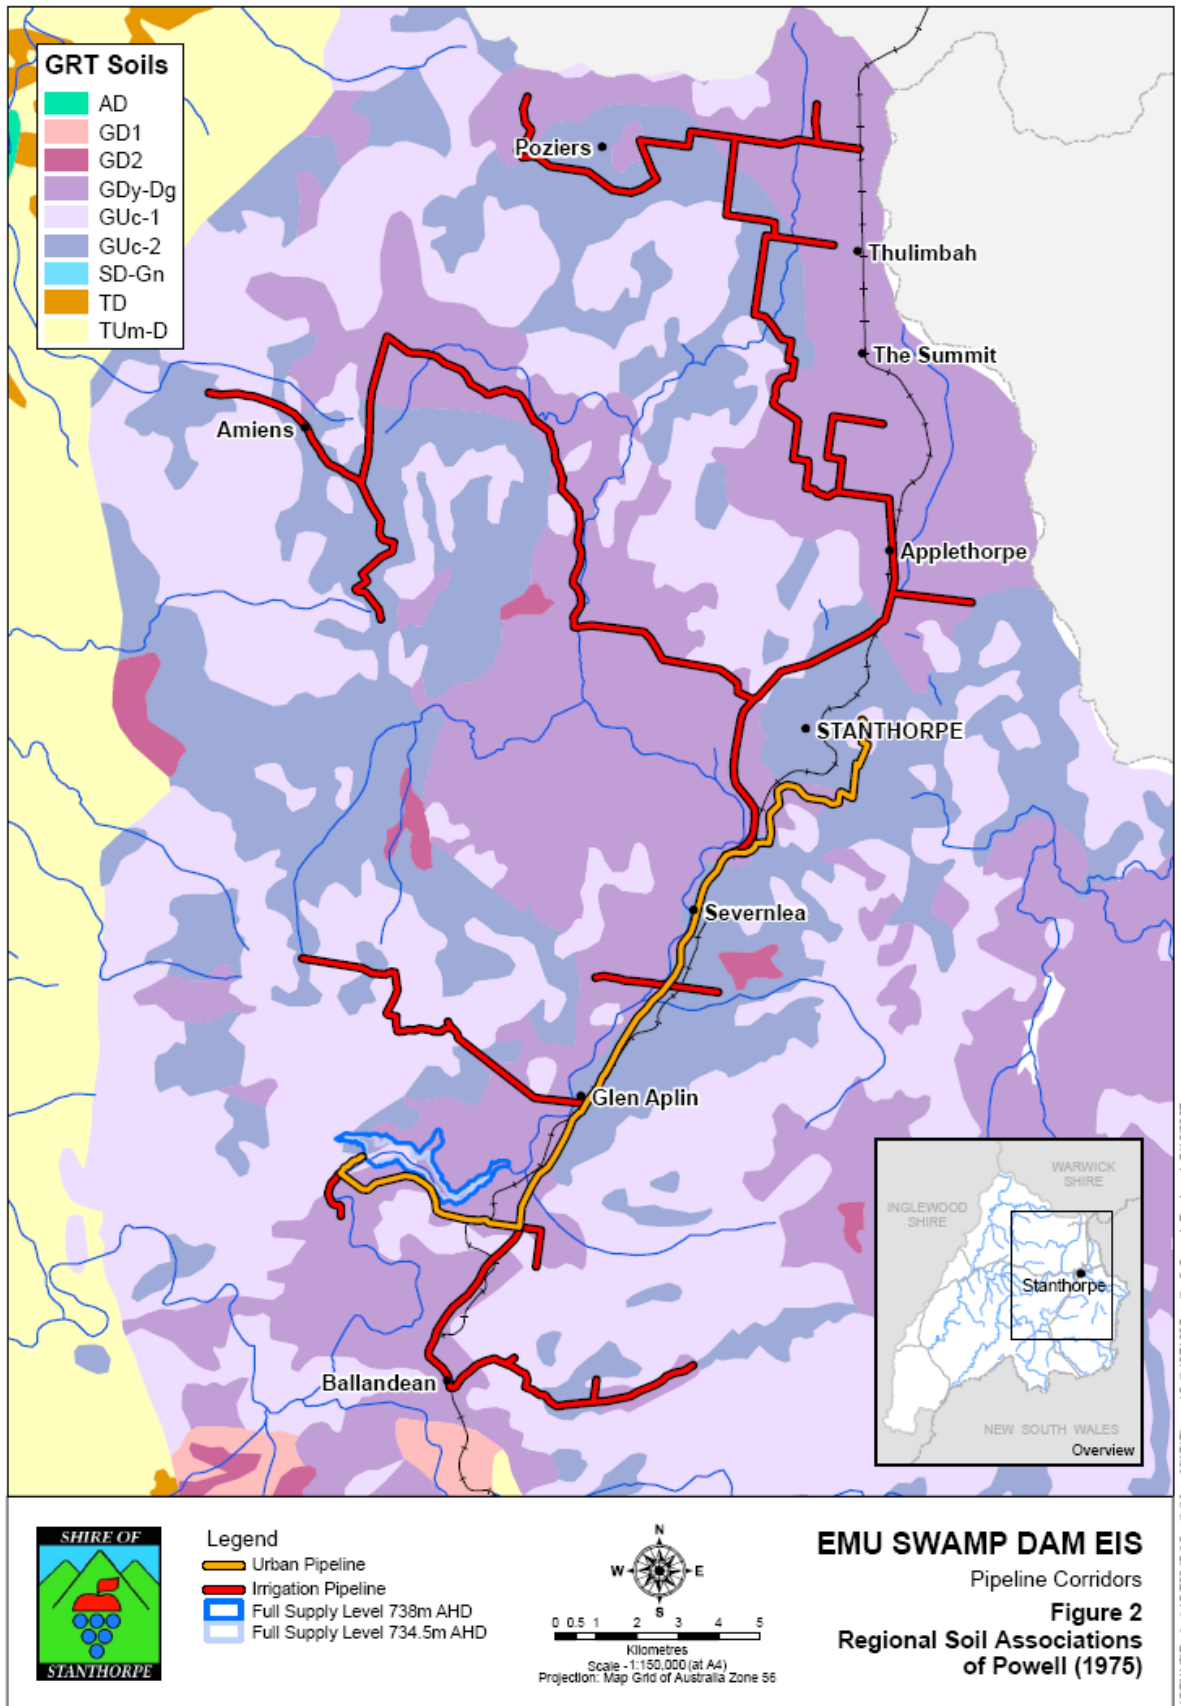 GRT Soils
AD
GD1
GD2
GDy-Dg
GUc-1
GUc-2
SD-Gn
TD
TUm-D
Poziers
Thulimbah
The Summit
Amiens
Applethorpe
STANTHORPE
Severnlea
Glen Aplin
Ballandean
WARWICK
SHIRE
INGLEWOOD
SHIRE
Stanthorpe
NEW SOUTH WALES
Overview
SHIRE OF
STANTHORPE
Legend
Urban Pipeline
Irrigation Pipeline
Full Supply Level 738m AHD
Full Supply Level 734.5m AHD
N
W
E
S
0 0.5 1 2 3 4 5
Kilometres
Scale - 1:150,000 (at A4)
Projection: Map Grid of Australia Zone 56
EMU SWAMP DAM EIS
Pipeline Corridors
Figure 2
Regional Soil Associations
of Powell (1975)